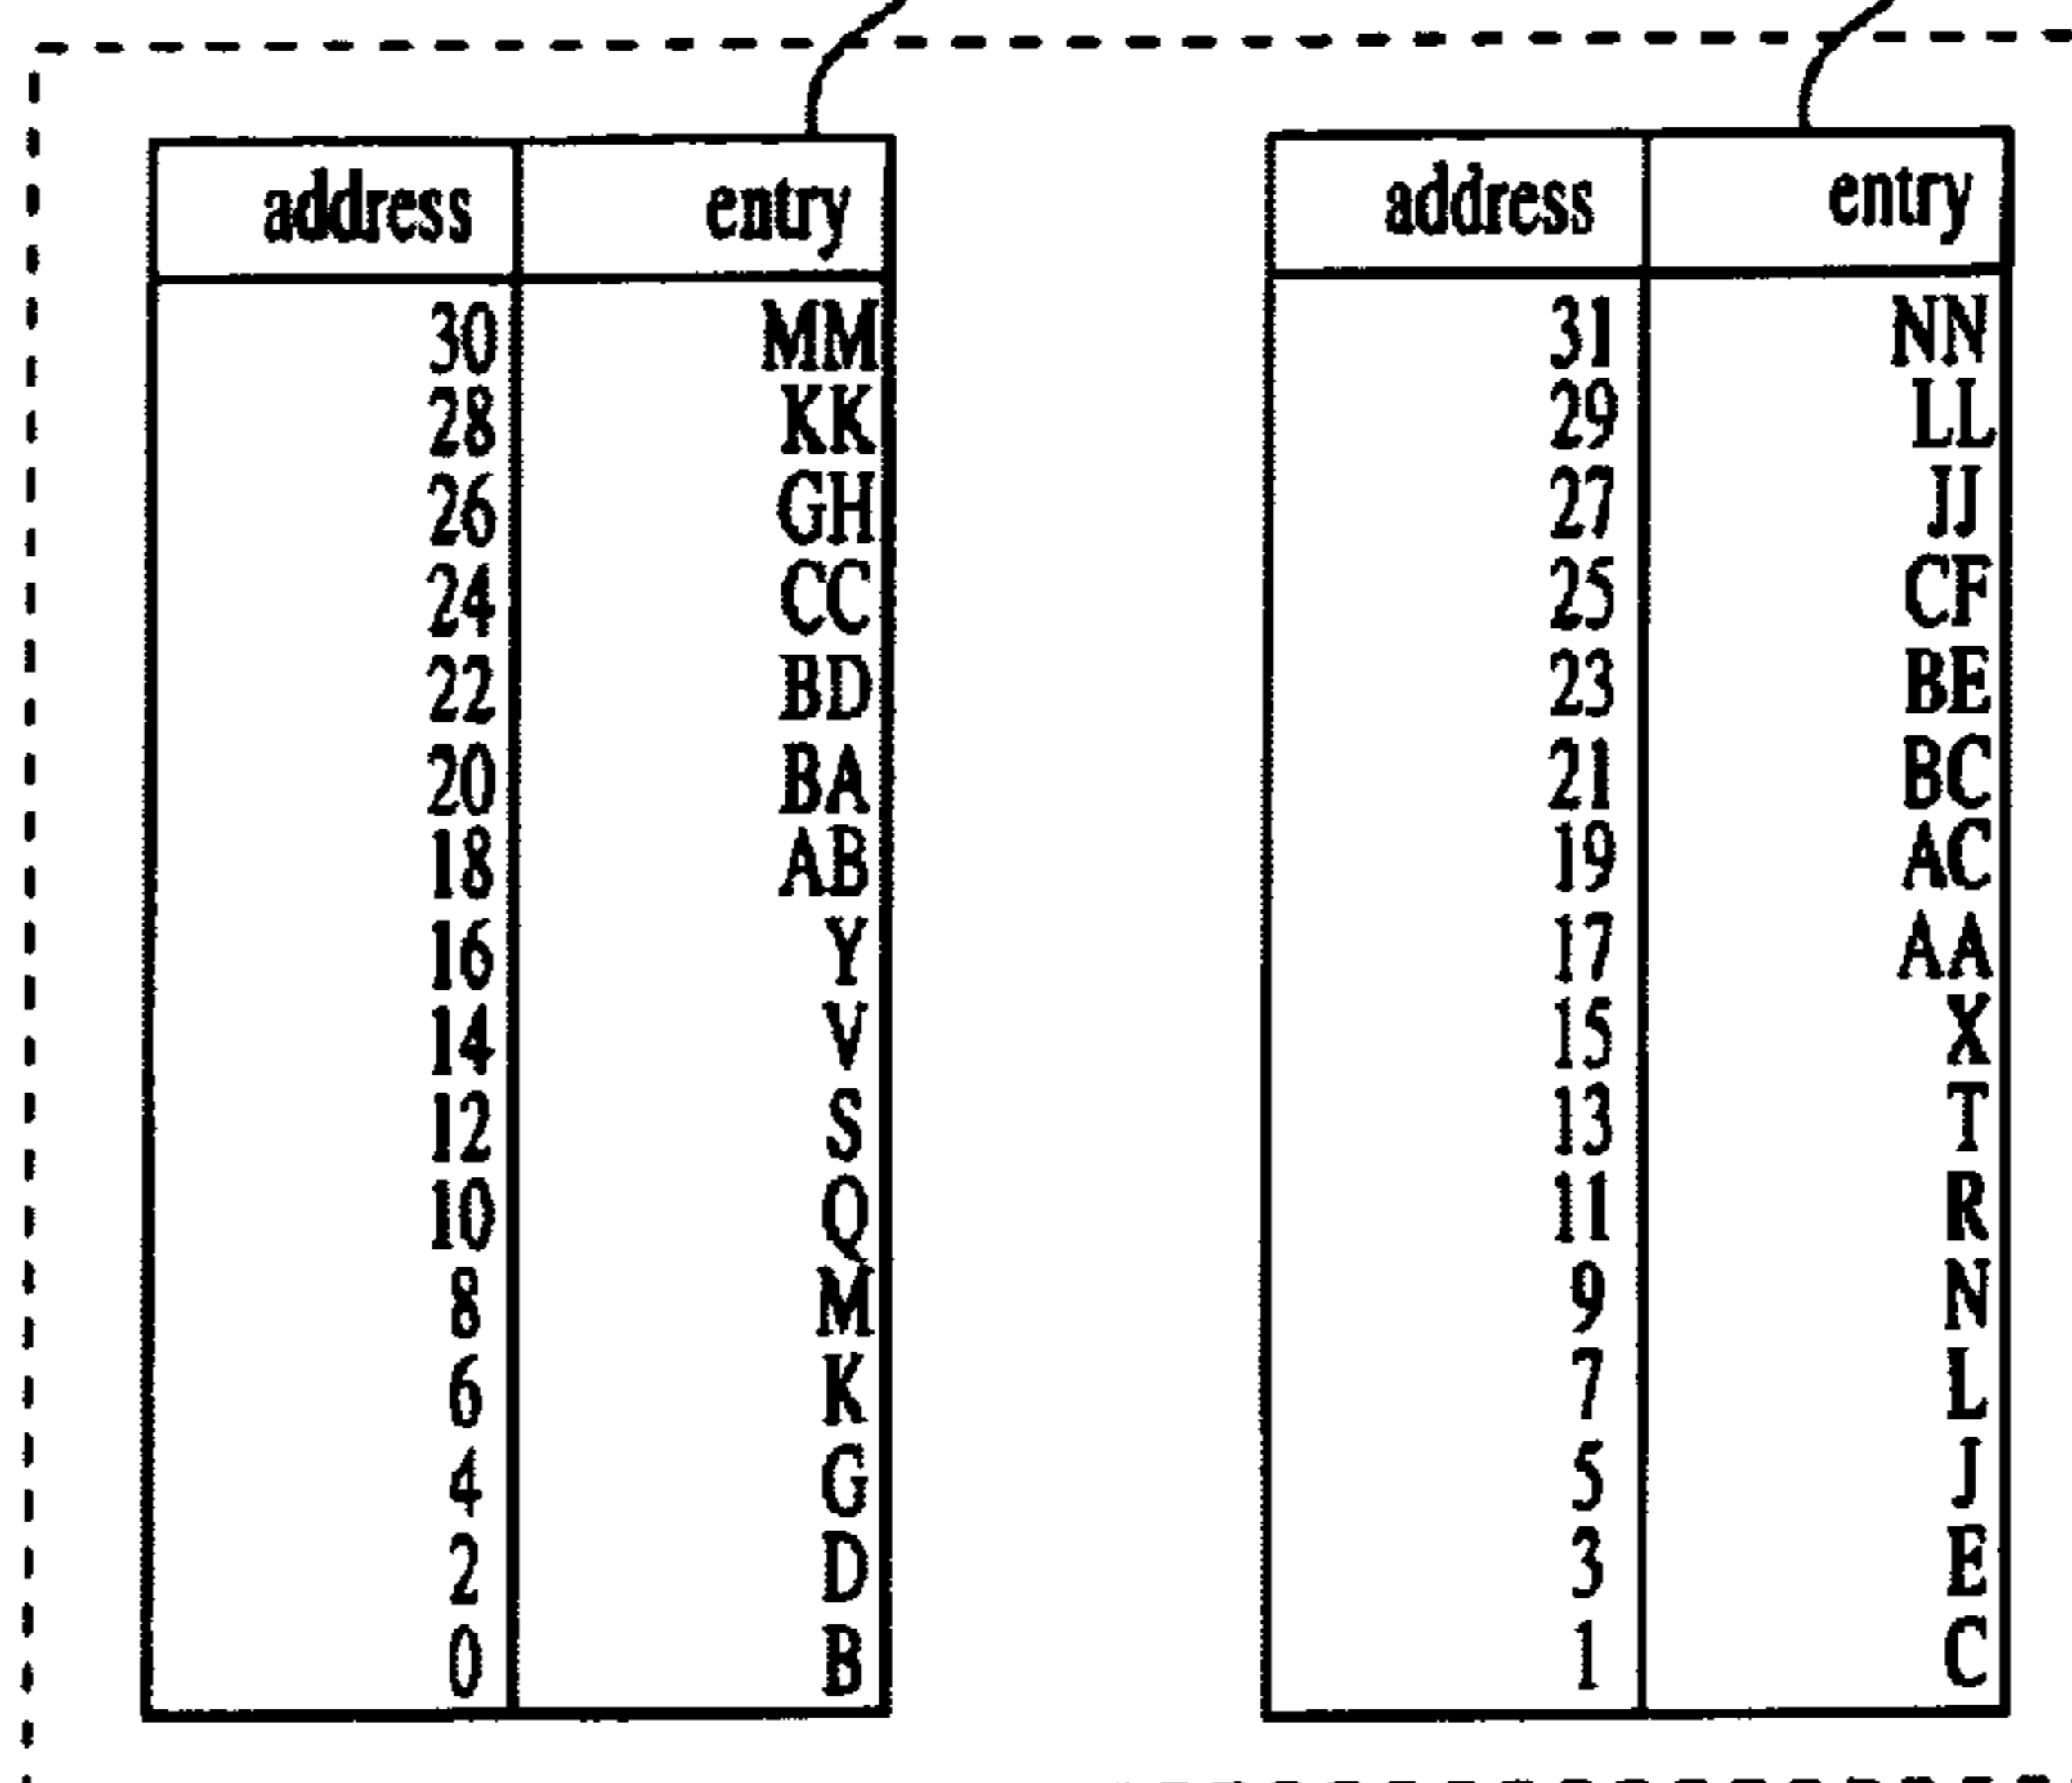 address entry
30 MM
28 KK
26 GH
24 CC
22 BD
20 BA
18 AB
16 Y
14 V
12 S
10 Q
8 M
6 K
4 G
2 D
0 B
address entry
31 NN
29 LL
27 JJ
25 CF
23 BE
21 BC
19 AC
17 AA
15 X
13 T
11 R
9 N
7 L
5 J
3 E
1 C